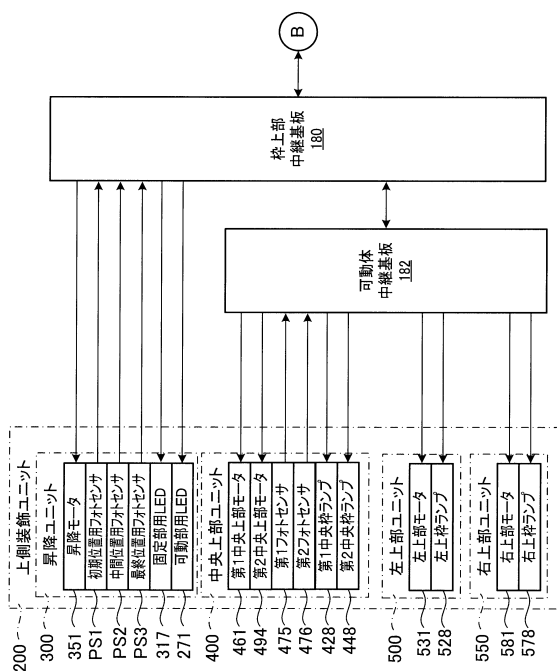 B
枠上部
中継基板
180
可動体
中継基板
182
200
上側装飾ユニット
300
昇降ユニット
351
昇降モータ
PS1
初期位置用フォトセンサ
PS2
中間位置用フォトセンサ
PS3
最終位置用フォトセンサ
317
固定部用LED
271
可動部用LED
400
中央上部ユニット
461
第1中央上部モータ
494
第2中央上部モータ
475
第1フォトセンサ
476
第2フォトセンサ
428
第1中央枠ランプ
448
第2中央枠ランプ
500
左上部ユニット
531
左上部モータ
528
左上枠ランプ
550
右上部ユニット
581
右上部モータ
578
右上枠ランプ